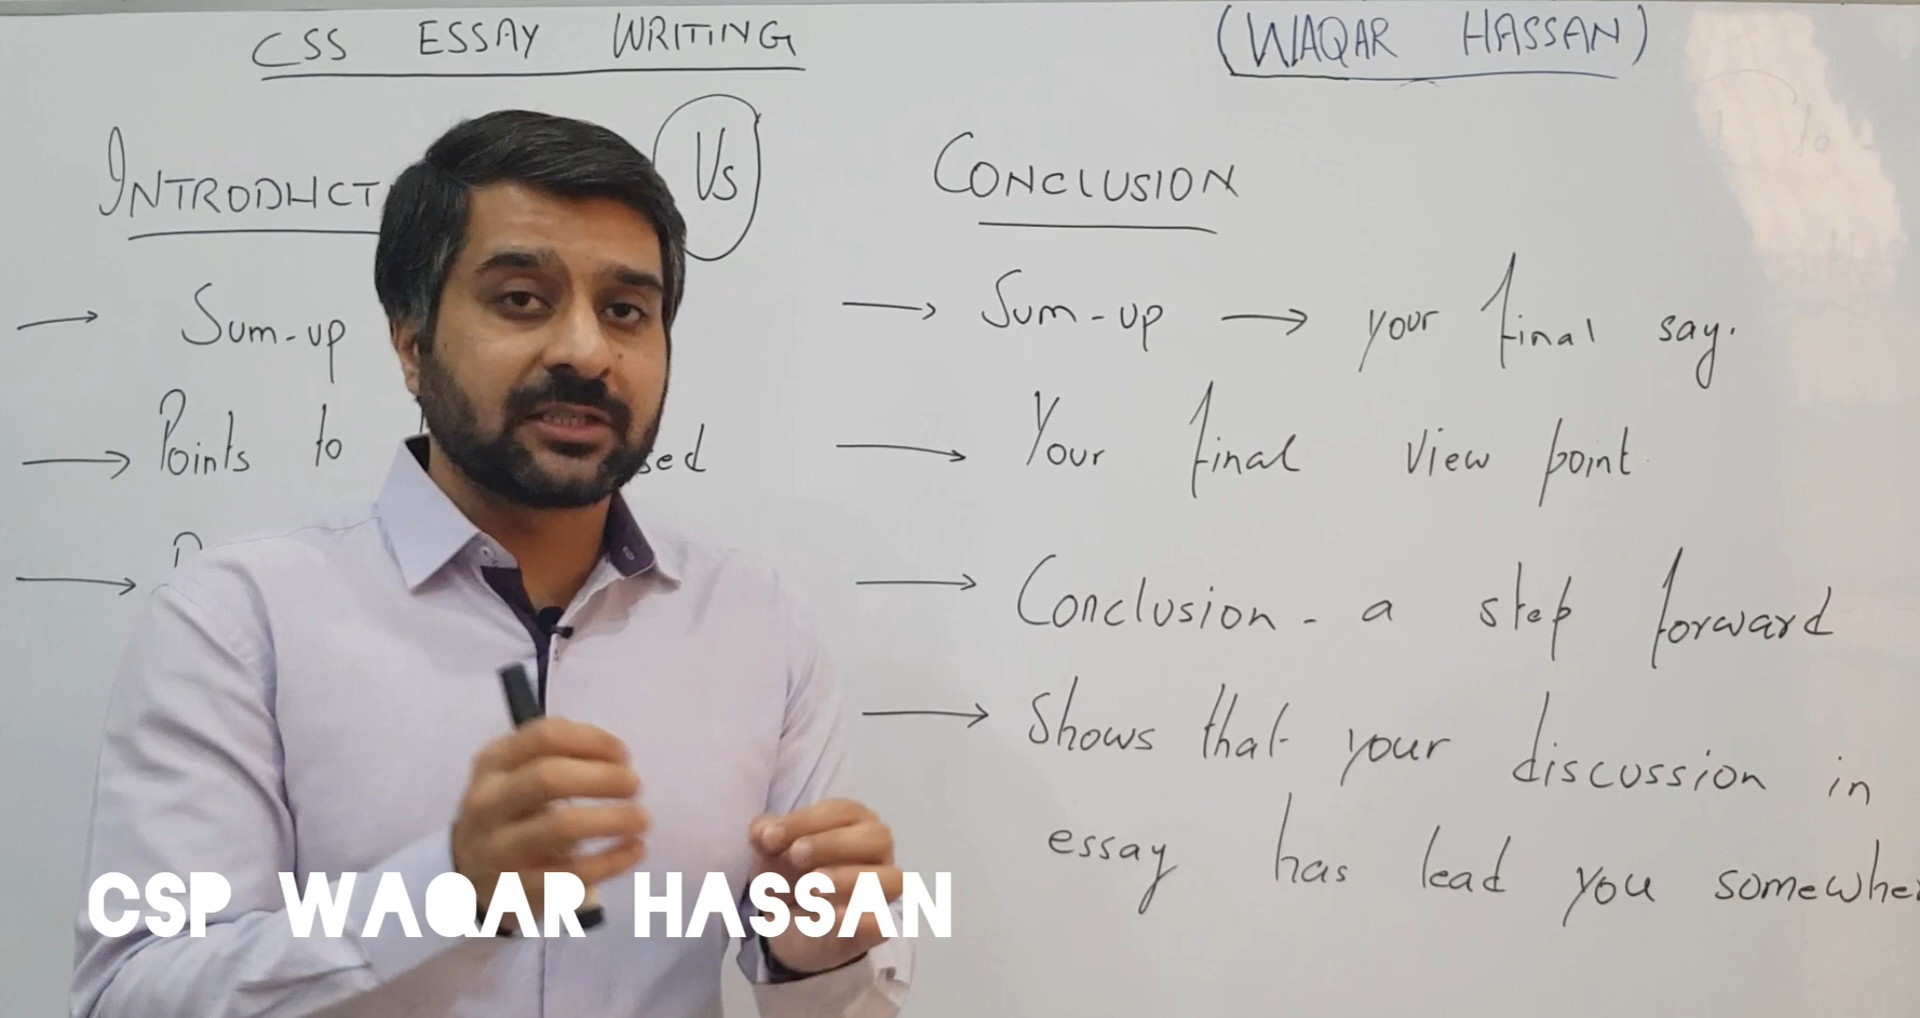 CSS ESSAY WRITING
(WAQAR HASSAN)
Vs
CONCLUSION
→ Sum-up
→ Points to
→ Sum-up → your final say.
→ Your final view point
→ Conclusion - a step forward
→ Shows that your discussion in
essay has lead you
CSP WAQAR HASSAN